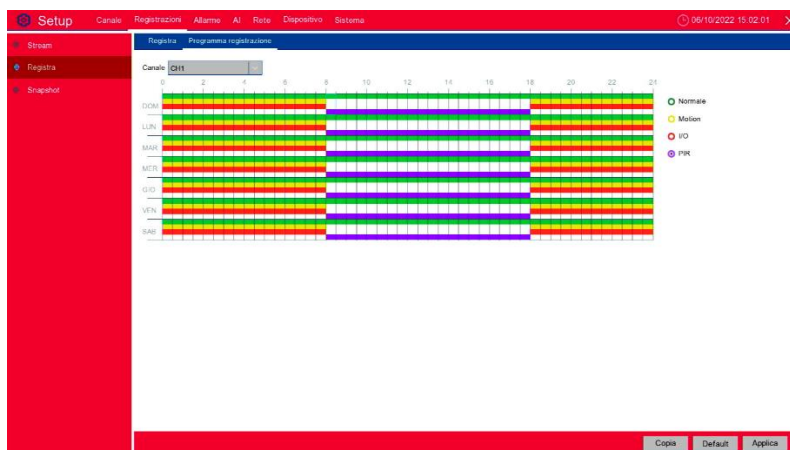 Setup Canale Registrazioni Allarme AI Rete Dispositivo Sistema 06/10/2022 15.02.01 X
Stream Registra Programma registrazione
Registra
Snapshot
Canale CH1
0 2 4 6 8 10 12 14 16 18 20 22 24
DOM
LUN
MAR
MER
GIO
VEN
SAB
Normale
Motion
I/O
PIR
Copia Default Applica